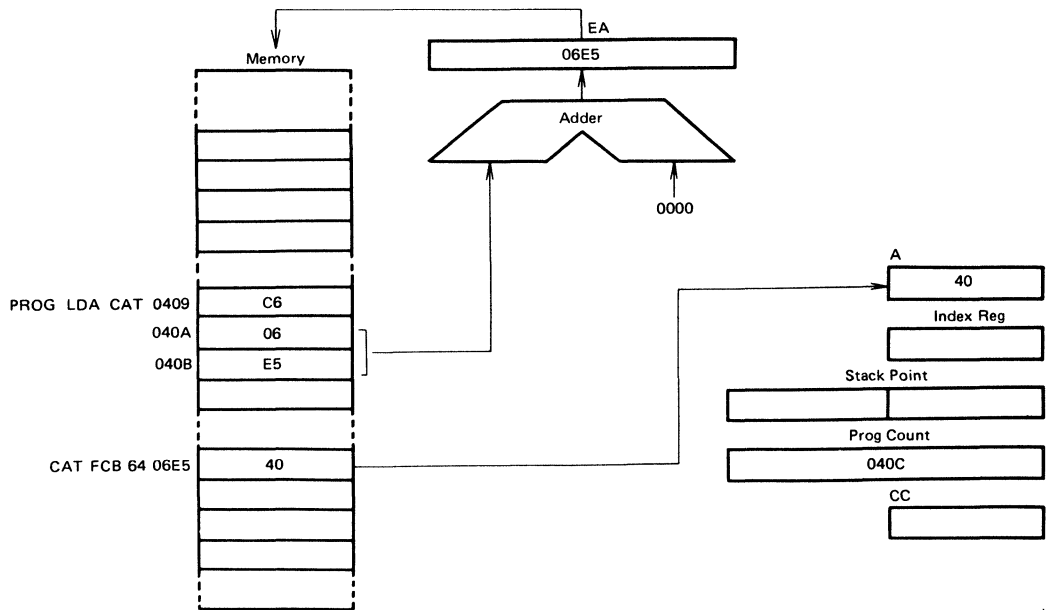 EA
06E5
Memory
Adder
0000
A
40
PROG LDA CAT 0409 C6
040A 06
040B E5
Index Reg
Stack Point
Prog Count
040C
CAT FCB 64 06E5 40
CC